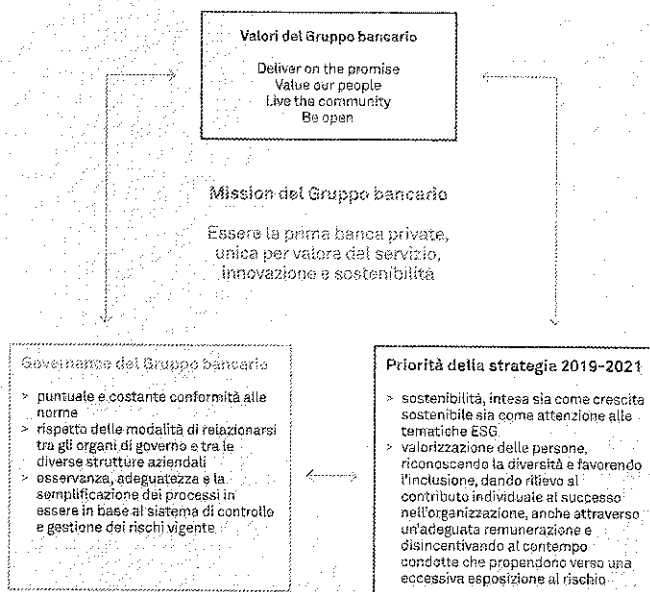 Valori del Gruppo bancario
Deliver on the promise
Value our people
Live the community
Be open
Mission del Gruppo bancario
Essere la prima banca private,
unica per valore del servizio,
innovazione e sostenibilità
Governance del Gruppo bancario
> puntuale e costante conformità alle
norme
> rispetto delle modalità di relazionarsi
tra gli organi di governo e tra le
diverse strutture aziendali
> osservanza, adeguatezza e la
semplificazione dei processi in
essere in base al sistema di controllo
e gestione dei rischi vigente
Priorità della strategia 2019-2021
> sostenibilità, intesa sia come crescita
sostenibile sia come attenzione alle
tematiche ESG
> valorizzazione delle persone,
riconoscendo la diversità e favorendo
l'inclusione, dando rilievo al
contributo individuale al successo
nell'organizzazione, anche attraverso
un'adeguata remunerazione e
disincentivando al contempo
condotte che propendono verso una
eccessiva esposizione al rischio